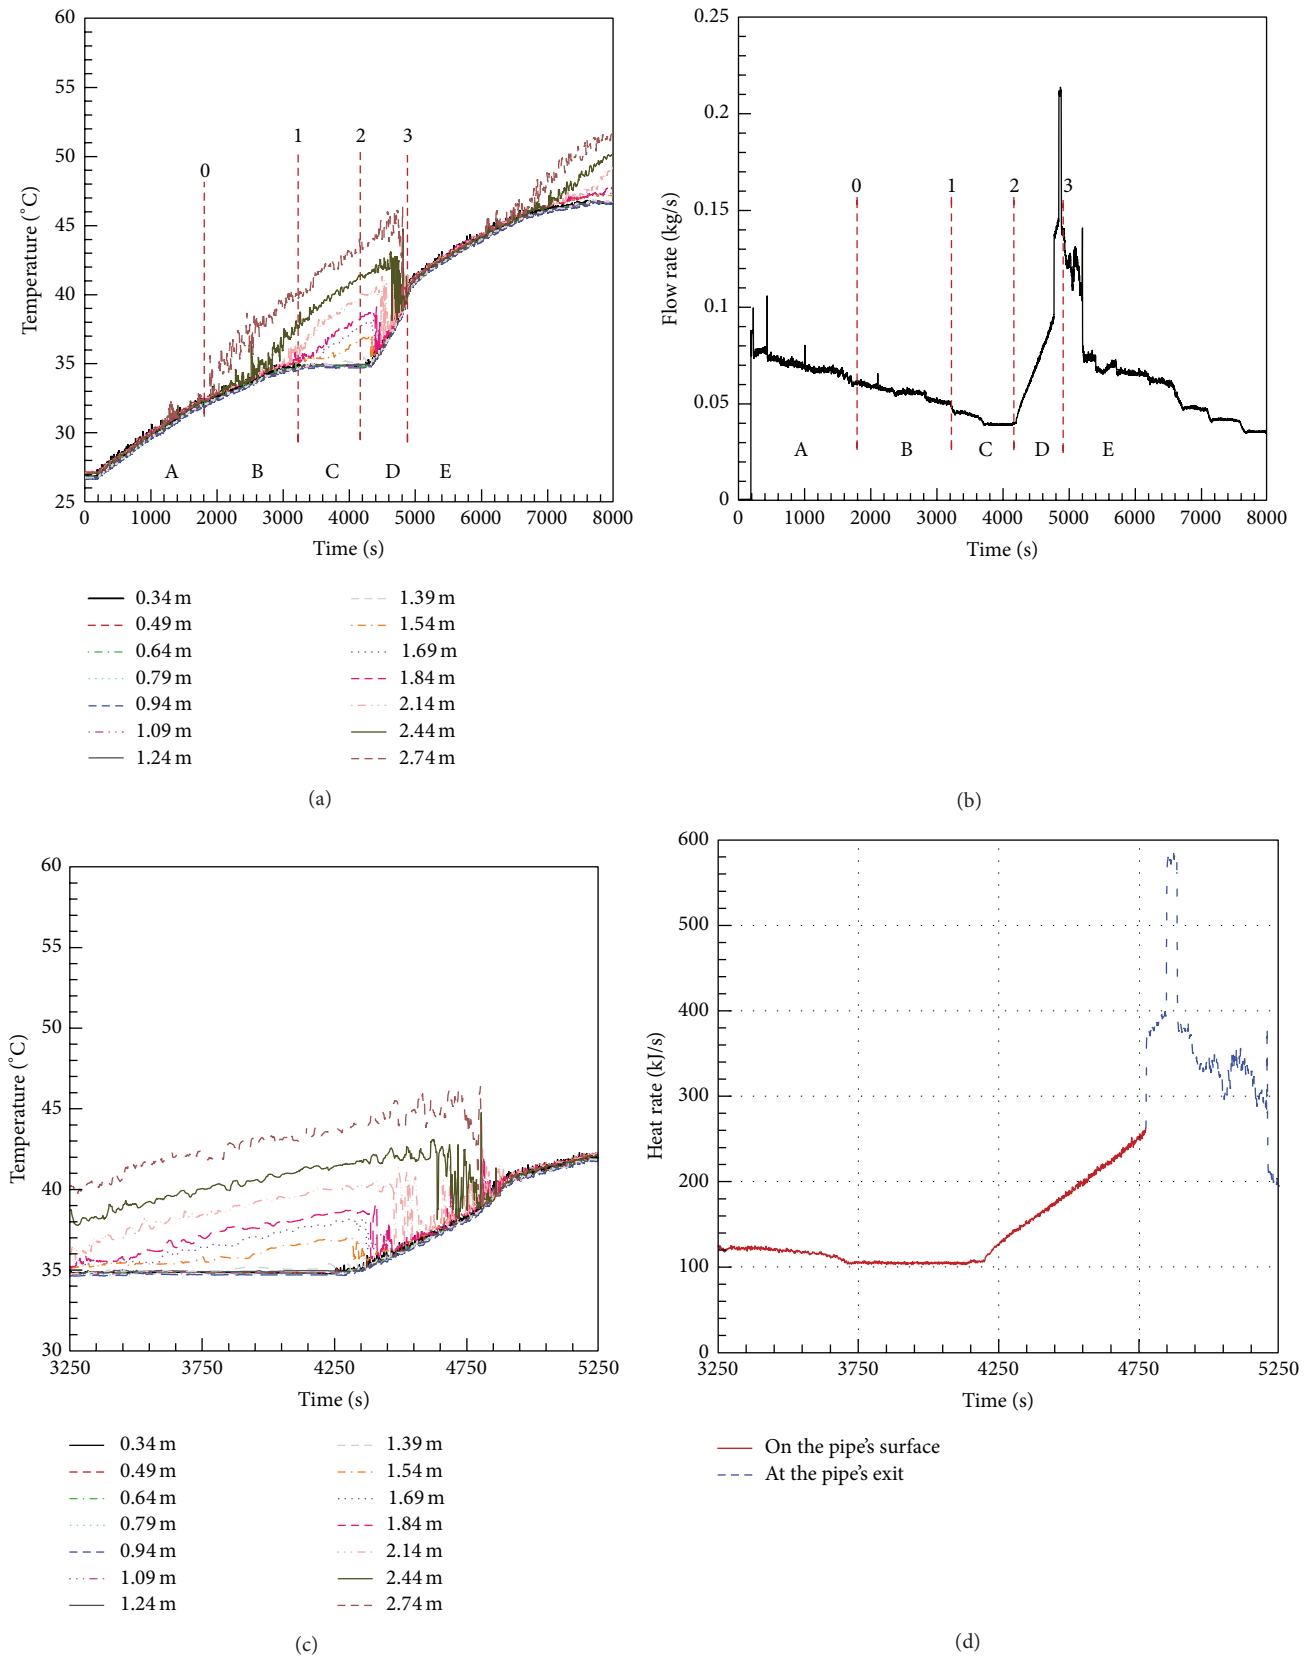 60
55
50
45
40
35
30
25
Temperature (°C)
0
1
2
3
A
B
C
D
E
0 1000 2000 3000 4000 5000 6000 7000 8000
Time (s)
0.34 m
0.49 m
0.64 m
0.79 m
0.94 m
1.09 m
1.24 m
1.39 m
1.54 m
1.69 m
1.84 m
2.14 m
2.44 m
2.74 m
(a)
0.25
0.2
0.15
0.1
0.05
0
Flow rate (kg/s)
0
1
2
3
A
B
C
D
E
0 1000 2000 3000 4000 5000 6000 7000 8000
Time (s)
(b)
60
55
50
45
40
35
30
Temperature (°C)
3250 3750 4250 4750 5250
Time (s)
0.34 m
0.49 m
0.64 m
0.79 m
0.94 m
1.09 m
1.24 m
1.39 m
1.54 m
1.69 m
1.84 m
2.14 m
2.44 m
2.74 m
(c)
600
500
400
300
200
100
0
Heat rate (kJ/s)
3250 3750 4250 4750 5250
Time (s)
On the pipe's surface
At the pipe's exit
(d)